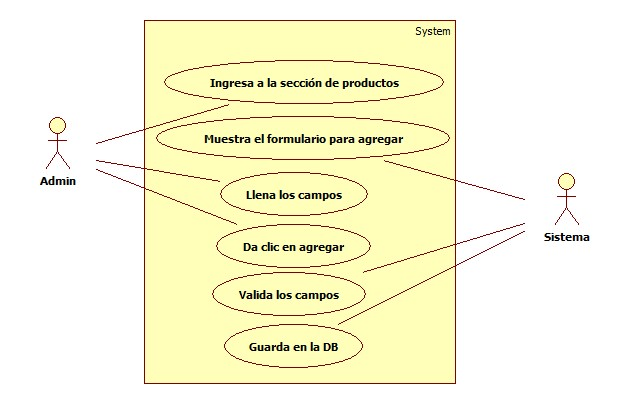 System
Ingresa a la sección de productos
Muestra el formulario para agregar
Admin
Llena los campos
Sistema
Da clic en agregar
Valida los campos
Guarda en la DB